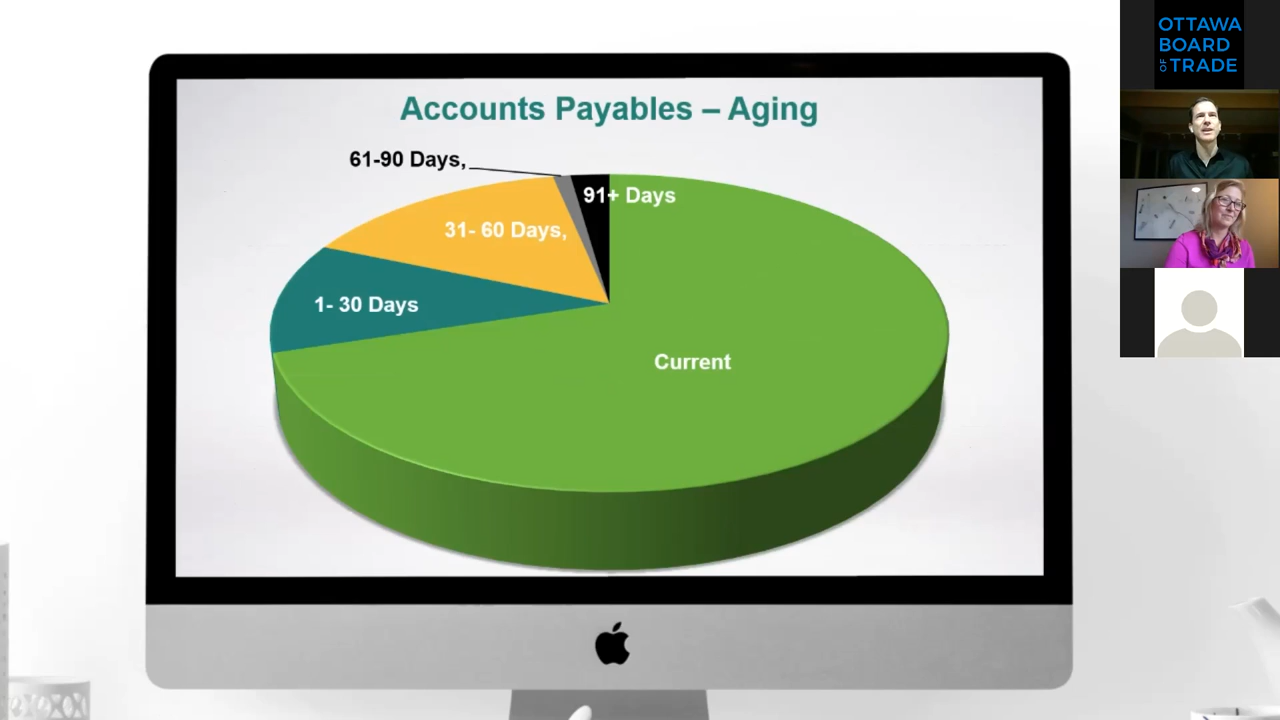 Accounts Payables – Aging
61-90 Days,
91+ Days
31- 60 Days,
1- 30 Days
Current
OTTAWA
BOARD
OF TRADE